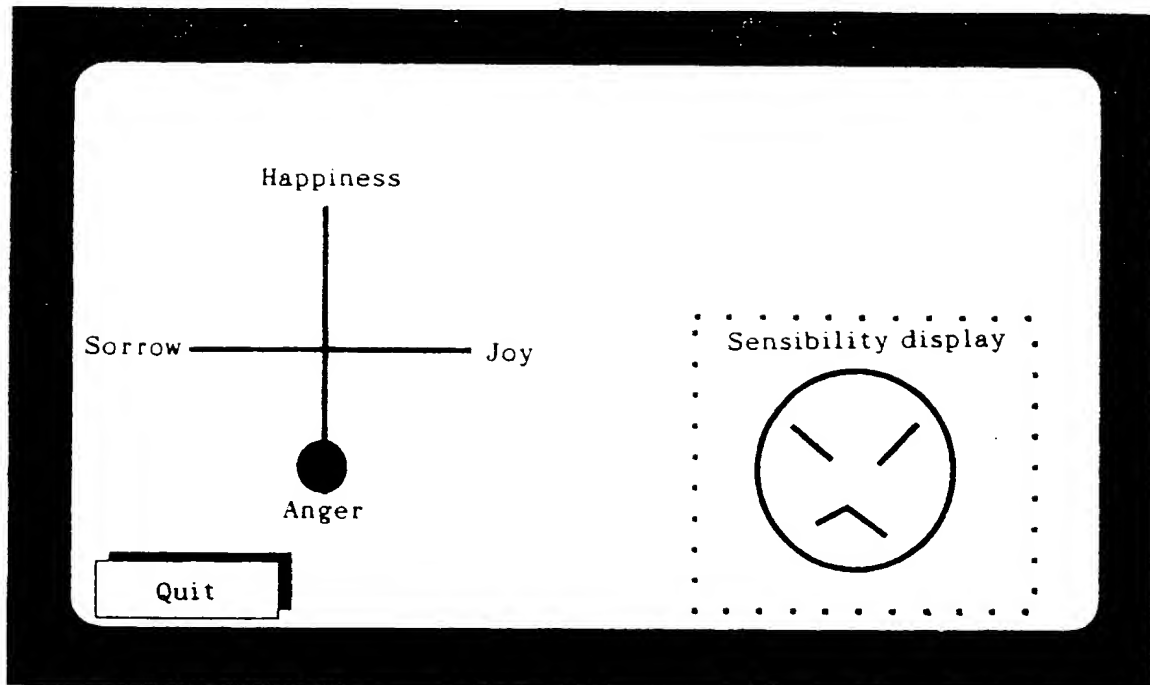 Happiness
Sorrow
Joy
Sensibility display
Anger
Quit